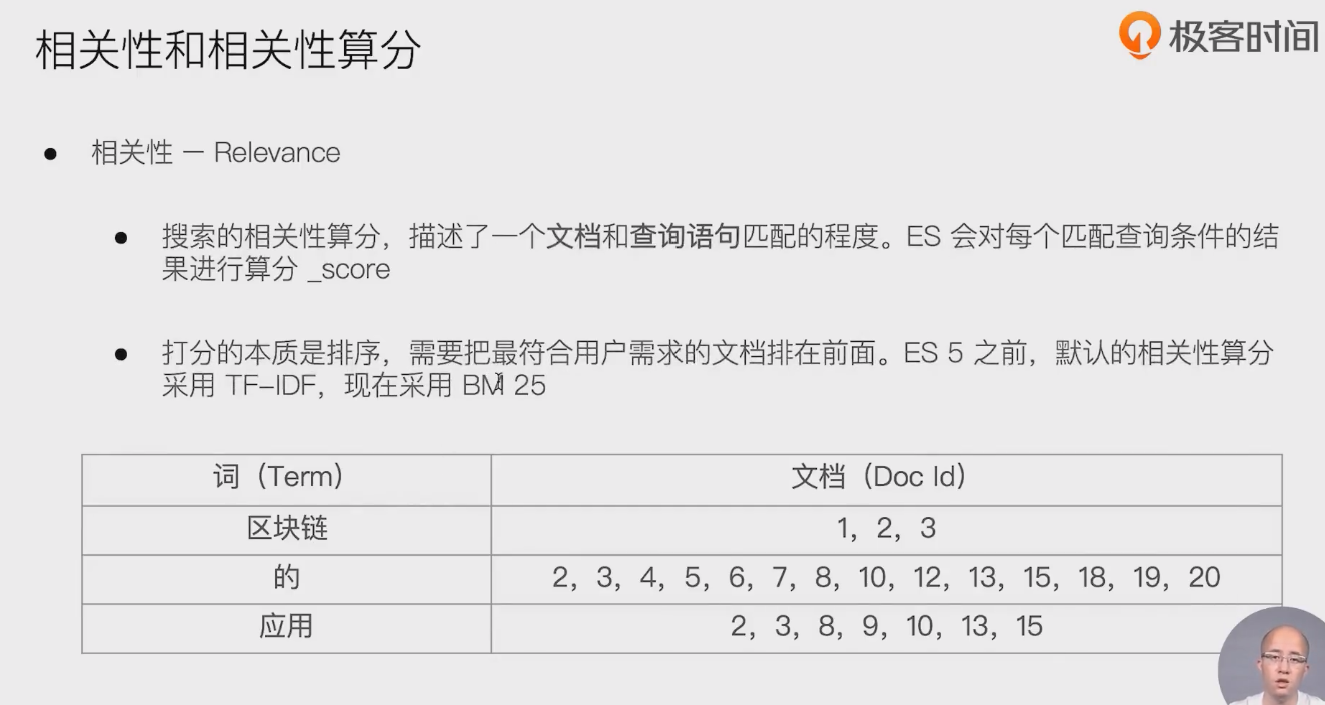 相关性和相关性算分
极客时间
相关性 － Relevance
搜索的相关性算分，描述了一个文档和查询语句匹配的程度。ES 会对每个匹配查询条件的结
果进行算分 _score
打分的本质是排序，需要把最符合用户需求的文档排在前面。ES 5 之前，默认的相关性算分
采用 TF-IDF，现在采用 BM 25
词（Term） 文档（Doc Id）
区块链 1，2，3
的 2，3，4，5，6，7，8，10，12，13，15，18，19，20
应用 2，3，8，9，10，13，15